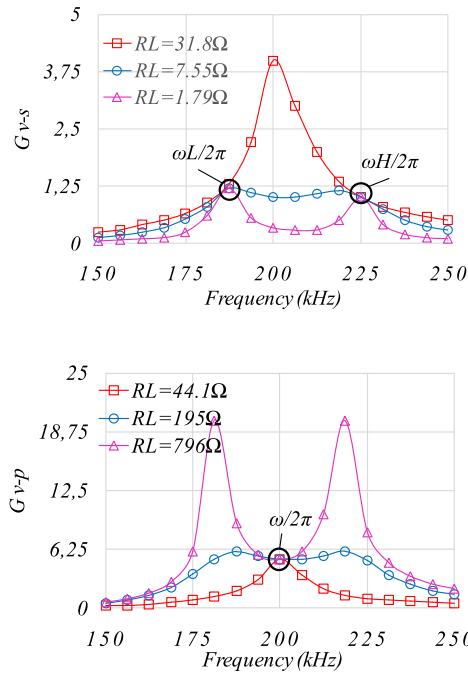 5
RL=31.8Ω
3,75
RL=7.55Ω
RL=1.79Ω
Gv-s
2,5
ωL/2π
ωH/2π
1,25
0
150 175 200 225 250
Frequency (kHz)
25
RL=44.1Ω
RL=195Ω
18,75
RL=796Ω
Gv-p
12,5
ω/2π
6,25
0
150 175 200 225 250
Frequency (kHz)